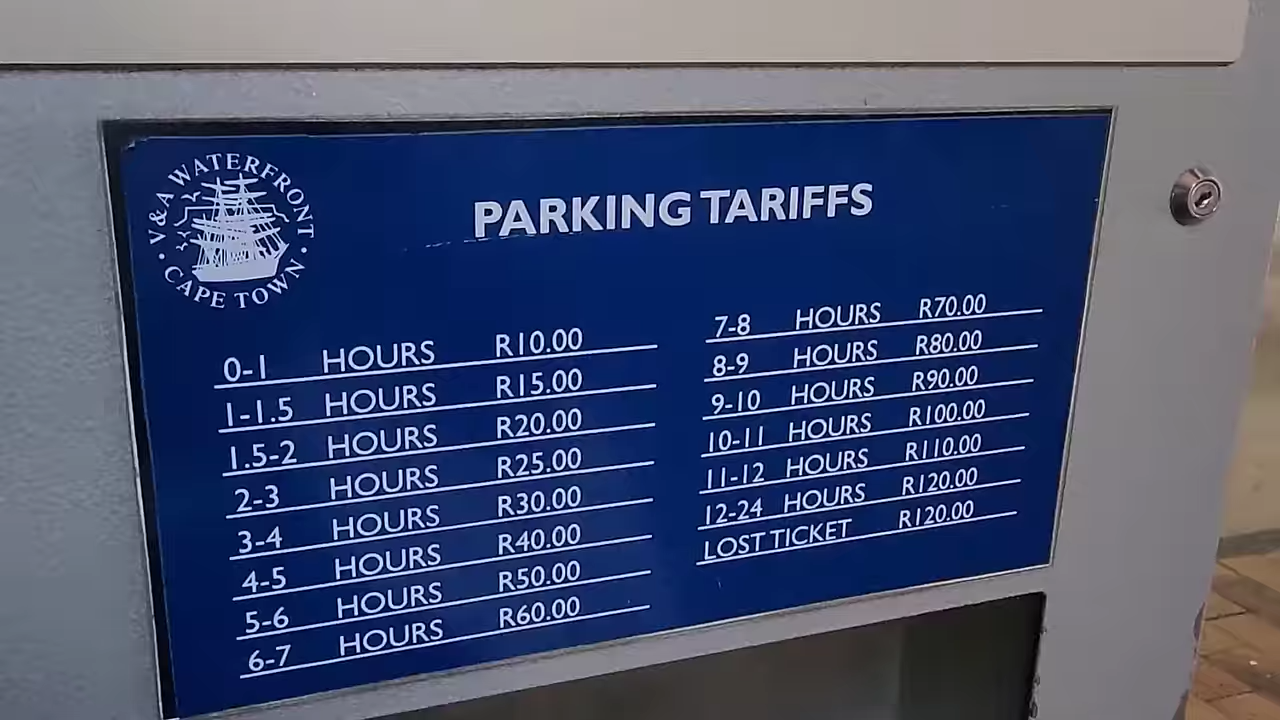 V&A WATERFRONT
CAPE TOWN
PARKING TARIFFS
0-1 HOURS R10.00
1-1.5 HOURS R15.00
1.5-2 HOURS R20.00
2-3 HOURS R25.00
3-4 HOURS R30.00
4-5 HOURS R40.00
5-6 HOURS R50.00
6-7 HOURS R60.00
7-8 HOURS R70.00
8-9 HOURS R80.00
9-10 HOURS R90.00
10-11 HOURS R100.00
11-12 HOURS R110.00
12-24 HOURS R120.00
LOST TICKET R120.00